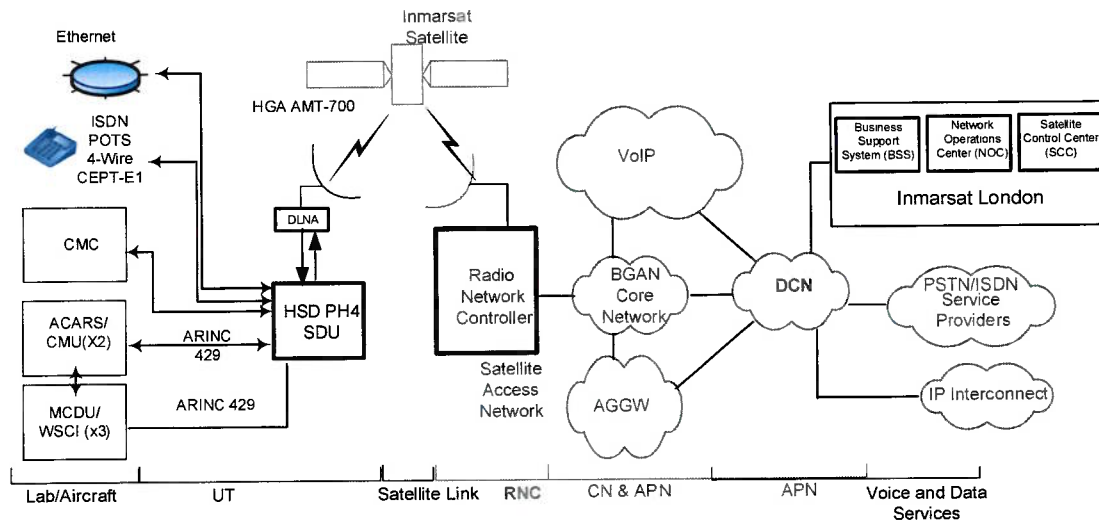 Inmarsat
Satellite
Ethernet
HGA AMT-700
ISDN
POTS
4-Wire
CEPT-E1
DLNA
CMC
HSD PH4
SDU
ACARS/
CMU(X2)
ARINC
429
MCDU/
WSCI (x3)
ARINC 429
Radio
Network
Controller
Satellite
Access
Network
VoIP
BGAN
Core
Network
AGGW
DCN
Business
Support
System (BSS)
Network
Operations
Center (NOC)
Satellite
Control Center
(SCC)
Inmarsat London
PSTN/ISDN
Service
Providers
IP Interconnect
Lab/Aircraft
UT
Satellite Link
RNC
CN & APN
APN
Voice and Data
Services